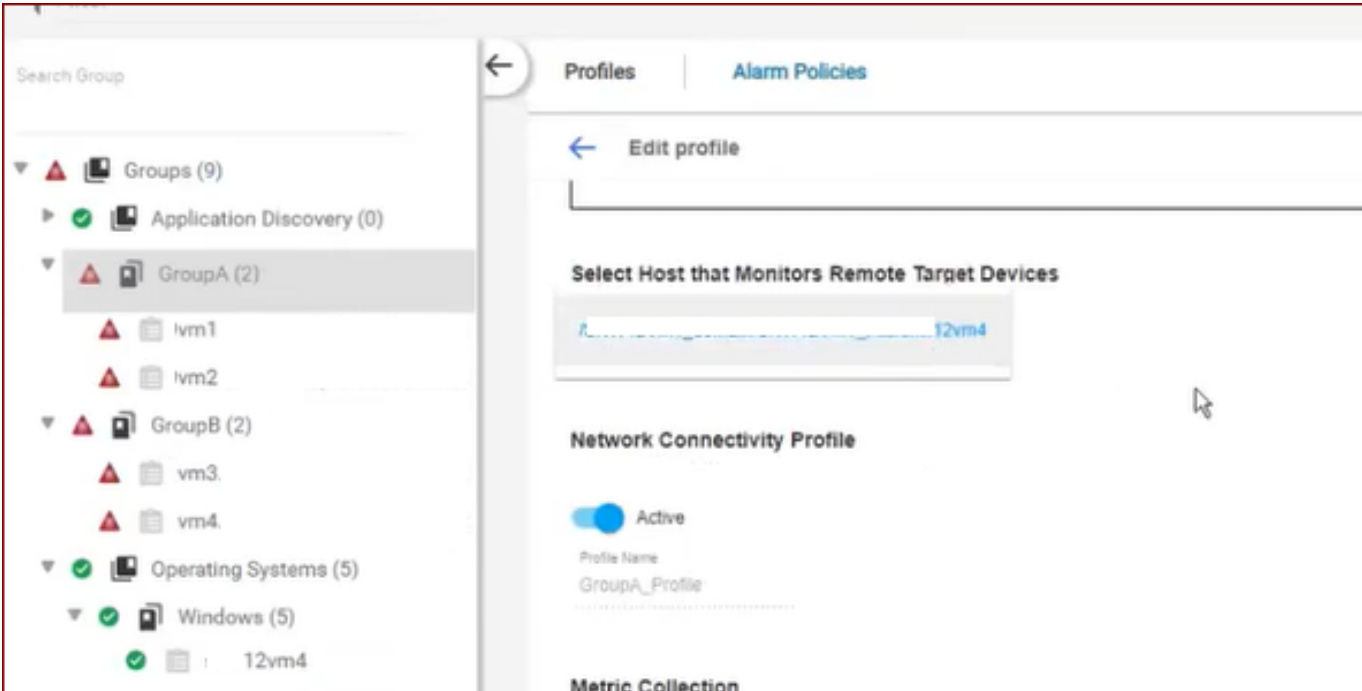 Search Group
Groups (9)
Application Discovery (0)
GroupA (2)
vm1
vm2
GroupB (2)
vm3.
vm4.
Operating Systems (5)
Windows (5)
12vm4
Profiles
Alarm Policies
Edit profile
Select Host that Monitors Remote Target Devices
12vm4
Network Connectivity Profile
Active
Profile Name
GroupA_Profile
Metric Collection